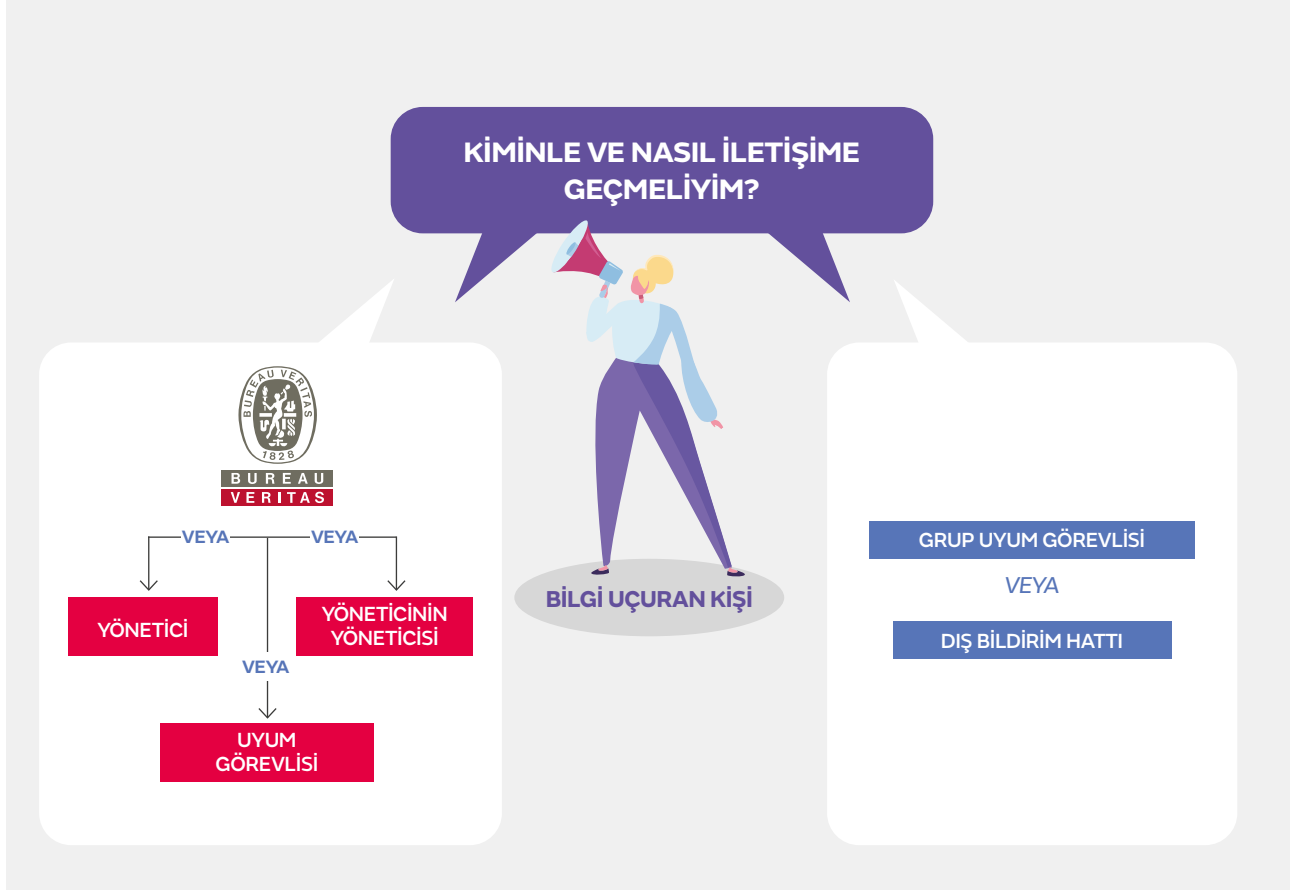 KİMİNLE VE NASIL İLETİŞİME
GEÇMELİYİM?
BUREAU VERITAS
1828
BUREAU
VERITAS
VEYA
VEYA
YÖNETİCİ
YÖNETİCİNİN
YÖNETİCİSİ
VEYA
UYUM
GÖREVLİSİ
BİLGİ UÇURAN KİŞİ
GRUP UYUM GÖREVLİSİ
VEYA
DIŞ BİLDİRİM HATTI